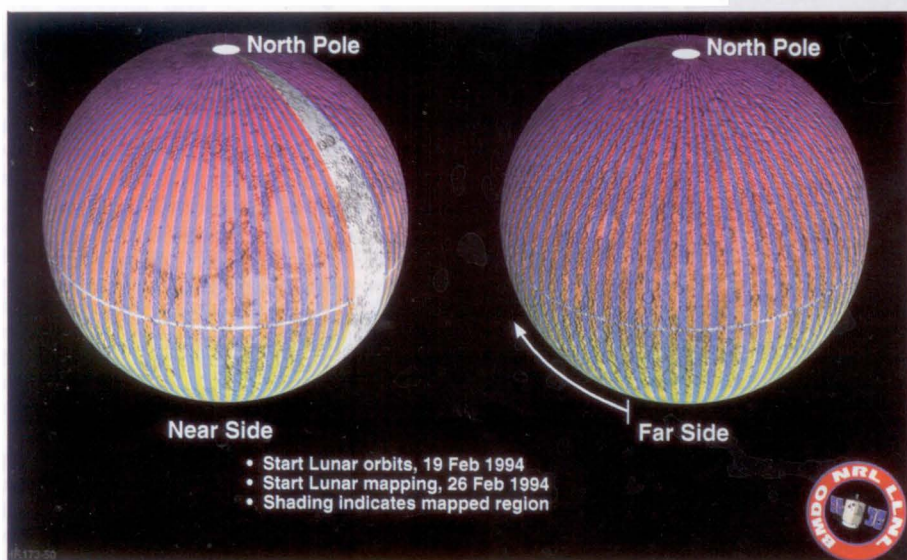 North Pole
North Pole
Near Side
Far Side
• Start Lunar orbits, 19 Feb 1994
• Start Lunar mapping, 26 Feb 1994
• Shading indicates mapped region
BMDO NRL LLNL